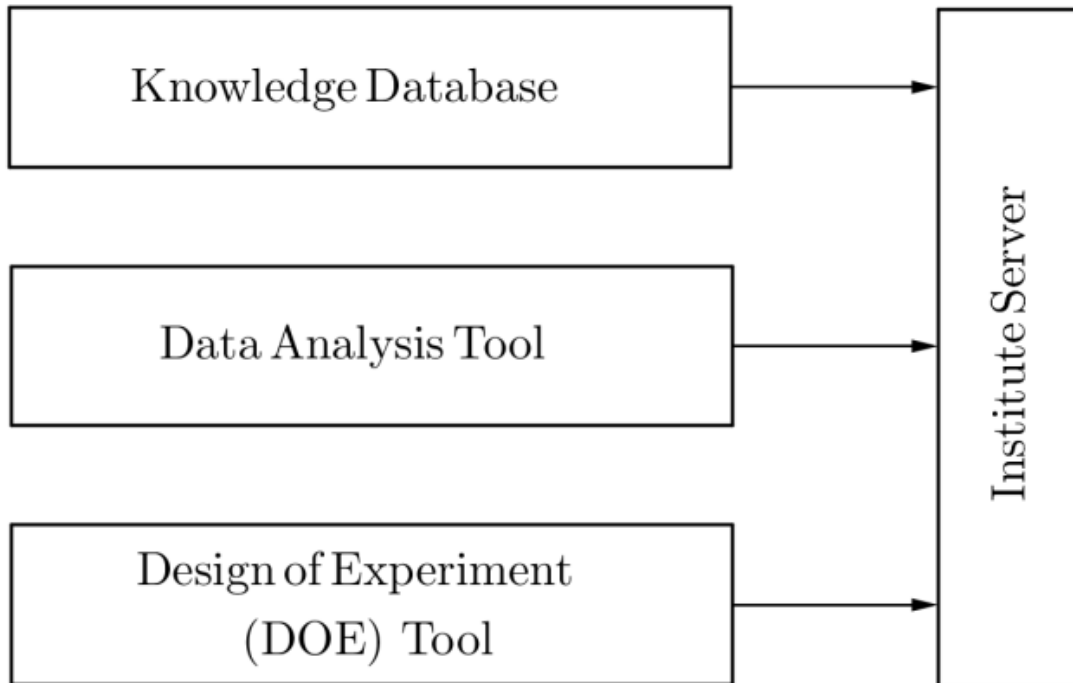 Knowledge Database
Data Analysis Tool
Design of Experiment
(DOE) Tool
Institute Server